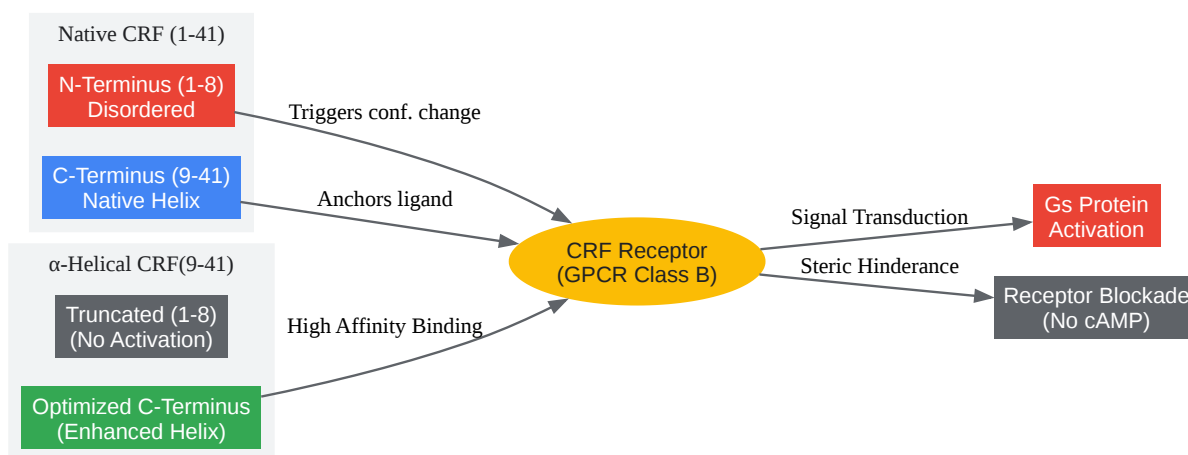 Native CRF (1-41)
N-Terminus (1-8)
Disordered
C-Terminus (9-41)
Native Helix
α-Helical CRF(9-41)
Truncated (1-8)
(No Activation)
Optimized C-Terminus
(Enhanced Helix)
Triggers conf. change
Anchors ligand
High Affinity Binding
CRF Receptor
(GPCR Class B)
Signal Transduction
Steric Hinderance
Gs Protein
Activation
Receptor Blockade
(No cAMP)